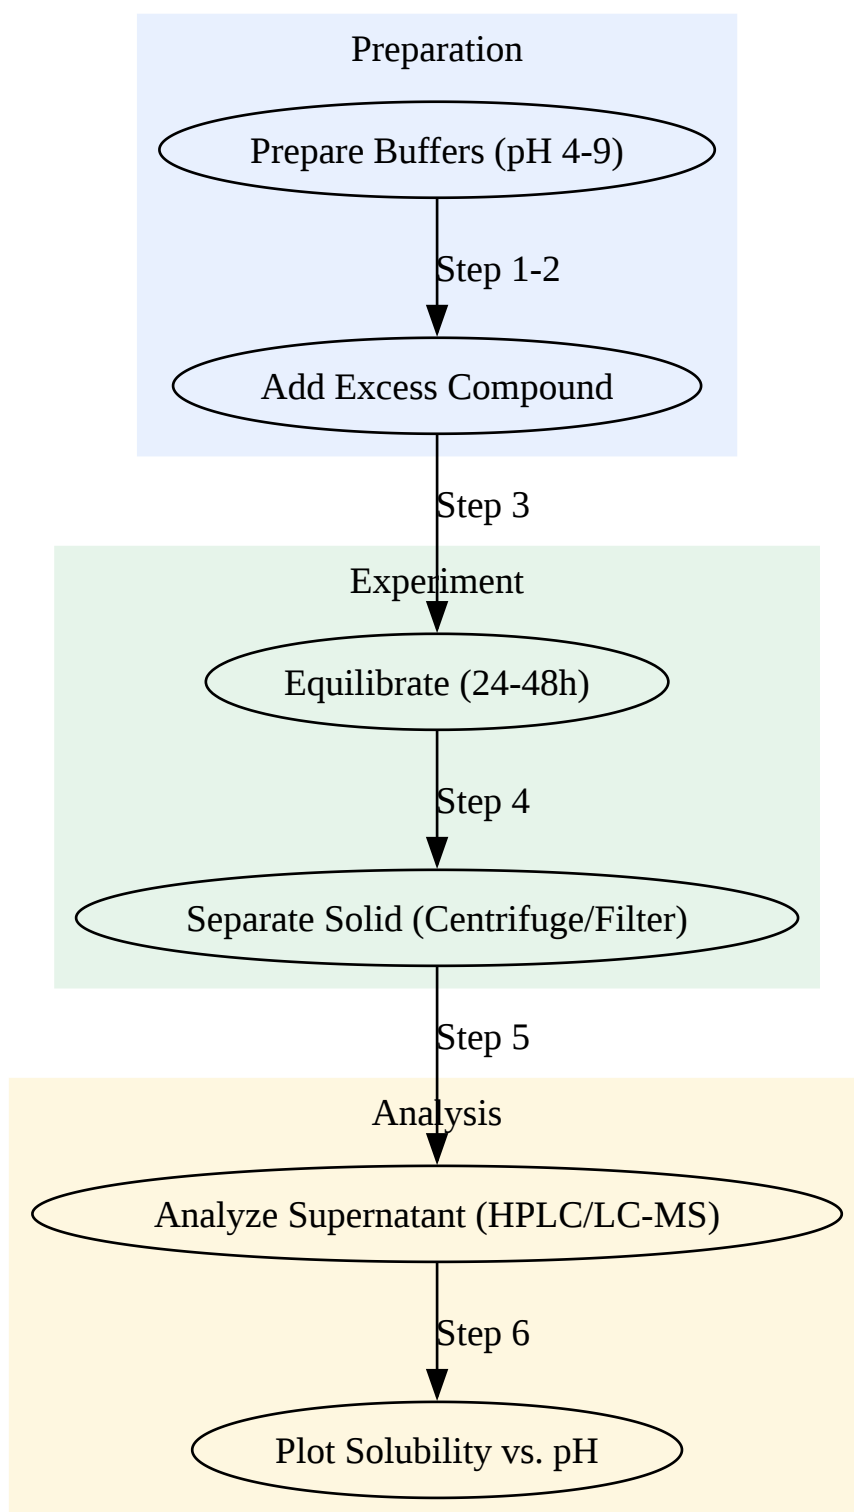 Preparation
Prepare Buffers (pH 4-9)
Step 1-2
Add Excess Compound
Step 3
Experiment
Equilibrate (24-48h)
Step 4
Separate Solid (Centrifuge/Filter)
Step 5
Analysis
Analyze Supernatant (HPLC/LC-MS)
Step 6
Plot Solubility vs. pH